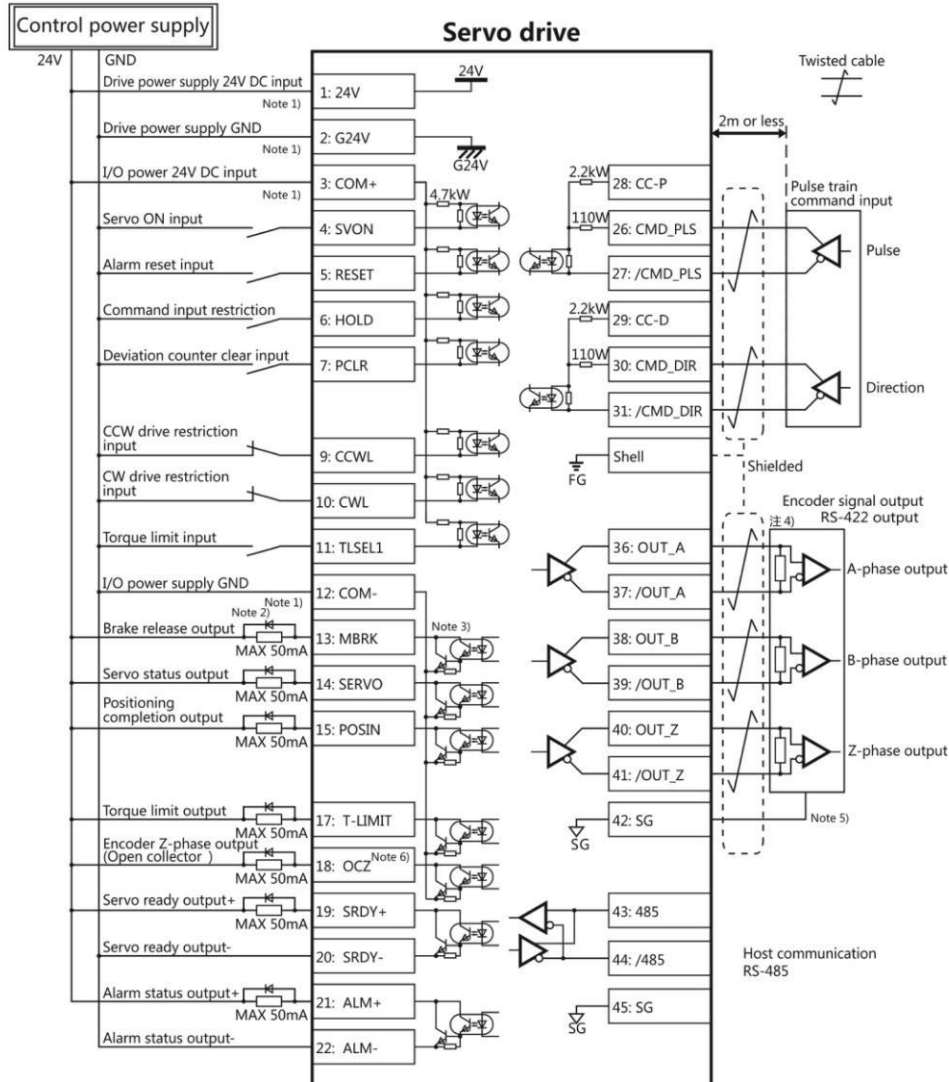 Control power supply
Servo drive
24V
GND
Twisted cable
Drive power supply 24V DC input
Note 1)
1: 24V
24V
2m or less
Drive power supply GND
Note 1)
2: G24V
G24V
I/O power 24V DC input
Note 1)
3: COM+
4.7kW
2.2kW
28: CC-P
Pulse train
command input
Servo ON input
4: SVON
110W
26: CMD_PLS
Pulse
Alarm reset input
5: RESET
27: /CMD_PLS
Command input restriction
6: HOLD
2.2kW
29: CC-D
Deviation counter clear input
7: PCLR
110W
30: CMD_DIR
Direction
31: /CMD_DIR
CCW drive restriction
input
9: CCWL
Shell
FG
Shielded
CW drive restriction
input
10: CWL
Encoder signal output
RS-422 output
注 4)
Torque limit input
11: TLSEL1
36: OUT_A
A-phase output
I/O power supply GND
Note 1)
12: COM-
37: /OUT_A
Note 2)
Brake release output
MAX 50mA
13: MBRK
Note 3)
38: OUT_B
B-phase output
Servo status output
MAX 50mA
14: SERVO
39: /OUT_B
Positioning
completion output
MAX 50mA
15: POSIN
40: OUT_Z
Z-phase output
41: /OUT_Z
Torque limit output
MAX 50mA
17: T-LIMIT
42: SG
SG
Note 5)
Encoder Z-phase output
(Open collector )
MAX 50mA
18: OCZ
Note 6)
Servo ready output+
MAX 50mA
19: SRDY+
43: 485
Servo ready output-
20: SRDY-
44: /485
Host communication
RS-485
Alarm status output+
MAX 50mA
21: ALM+
45: SG
SG
Alarm status output-
22: ALM-